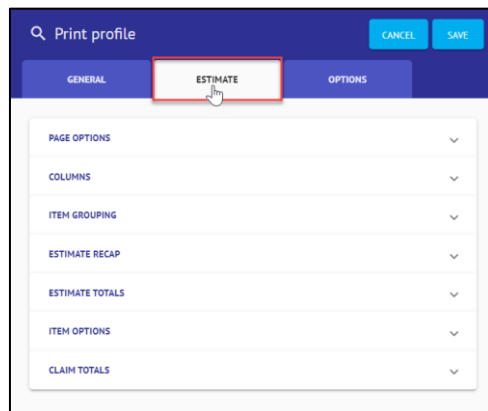 Print profile
CANCEL
SAVE
GENERAL
ESTIMATE
OPTIONS
PAGE OPTIONS
COLUMNS
ITEM GROUPING
ESTIMATE RECAP
ESTIMATE TOTALS
ITEM OPTIONS
CLAIM TOTALS